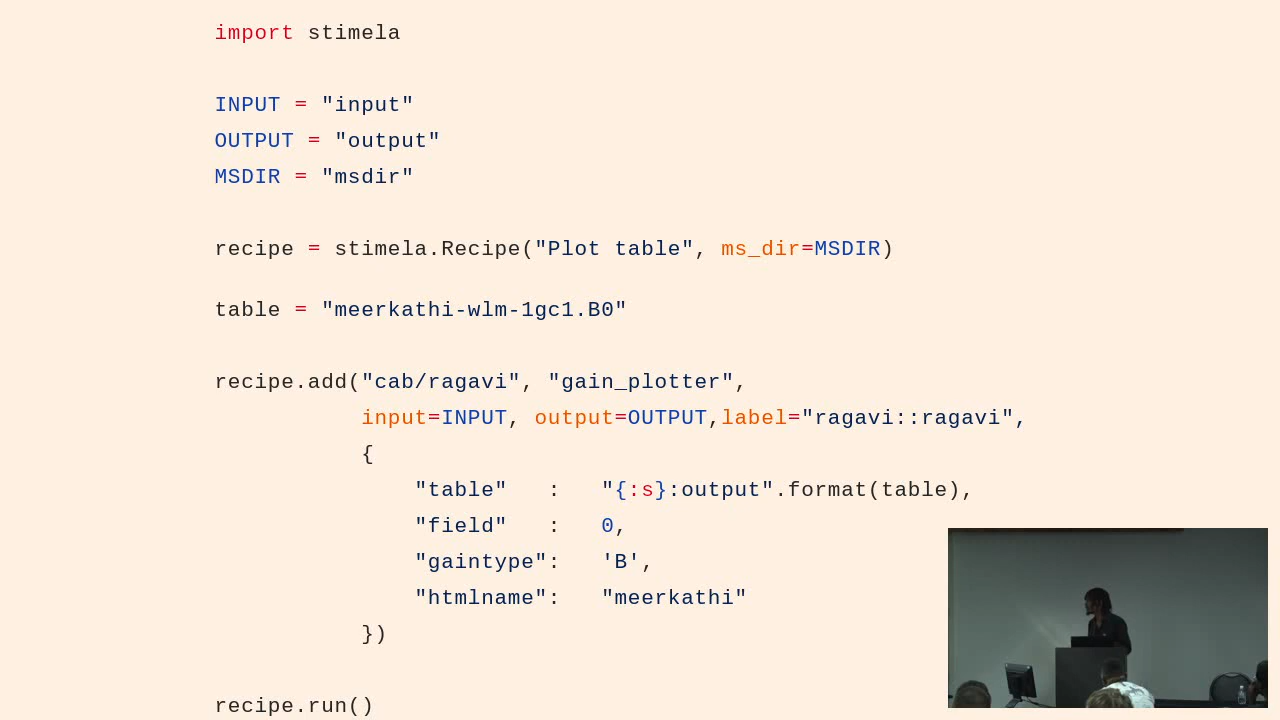 import stimela
INPUT = "input"
OUTPUT = "output"
MSDIR = "msdir"
recipe = stimela.Recipe("Plot table", ms_dir=MSDIR)
table = "meerkathi-wlm-1gc1.B0"
recipe.add("cab/ragavi", "gain_plotter",
input=INPUT, output=OUTPUT,label="ragavi::ragavi",
{
"table" : "{:s}:output".format(table),
"field" : 0,
"gaintype": 'B',
"htmlname": "meerkathi"
})
recipe.run()